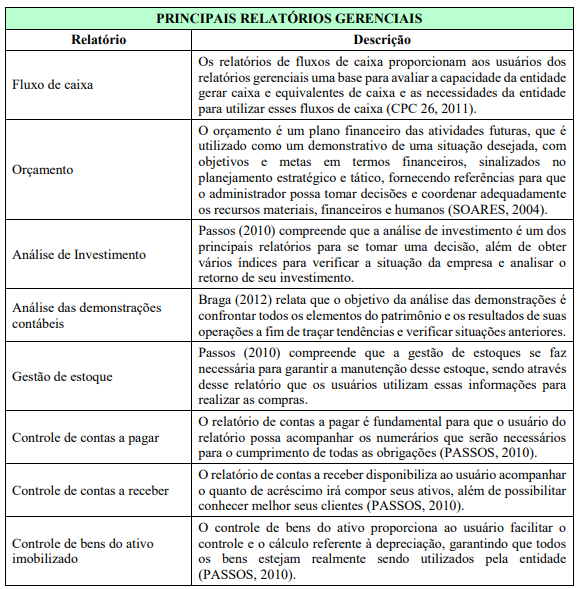 PRINCIPAIS RELATÓRIOS GERENCIAIS
Relatório
Descrição
Fluxo de caixa
Os relatórios de fluxos de caixa proporcionam aos usuários dos
relatórios gerenciais uma base para avaliar a capacidade da entidade
gerar caixa e equivalentes de caixa e as necessidades da entidade
para utilizar esses fluxos de caixa (CPC 26, 2011).
Orçamento
O orçamento é um plano financeiro das atividades futuras, que é
utilizado como um demonstrativo de uma situação desejada, com
objetivos e metas em termos financeiros, sinalizados no
planejamento estratégico e tático, fornecendo referências para que
o administrador possa tomar decisões e coordenar adequadamente
os recursos materiais, financeiros e humanos (SOARES, 2004).
Análise de Investimento
Passos (2010) compreende que a análise de investimento é um dos
principais relatórios para se tomar uma decisão, além de obter
vários índices para verificar a situação da empresa e analisar o
retorno de seu investimento.
Análise das demonstrações
contábeis
Braga (2012) relata que o objetivo da análise das demonstrações é
confrontar todos os elementos do patrimônio e os resultados de suas
operações a fim de traçar tendências e verificar situações anteriores.
Gestão de estoque
Passos (2010) compreende que a gestão de estoques se faz
necessária para garantir a manutenção desse estoque, sendo através
desse relatório que os usuários utilizam essas informações para
realizar as compras.
Controle de contas a pagar
O relatório de contas a pagar é fundamental para que o usuário do
relatório possa acompanhar os numerários que serão necessários
para o cumprimento de todas as obrigações (PASSOS, 2010).
Controle de contas a receber
O relatório de contas a receber disponibiliza ao usuário acompanhar
o quanto de acréscimo irá compor seus ativos, além de possibilitar
conhecer melhor seus clientes (PASSOS, 2010).
Controle de bens do ativo
imobilizado
O controle de bens do ativo proporciona ao usuário facilitar o
controle e o cálculo referente à depreciação, garantindo que todos
os bens estejam realmente sendo utilizados pela entidade
(PASSOS, 2010).